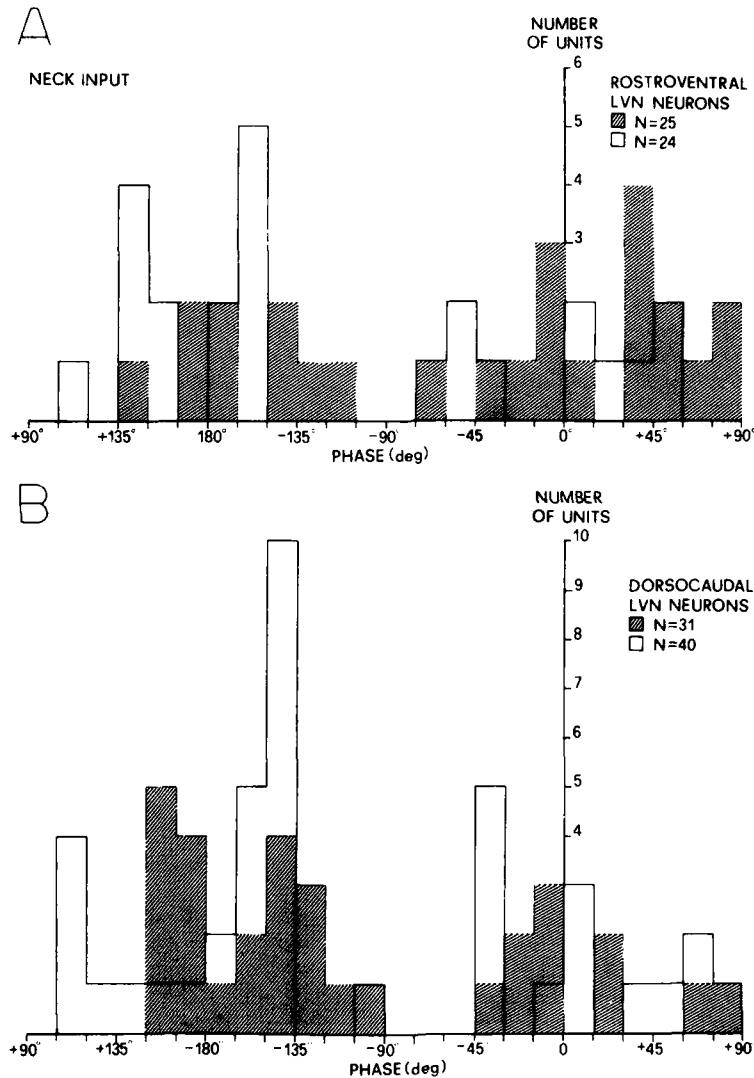 A
NECK INPUT
NUMBER
OF UNITS
6
5
4
3
ROSTROVENTRAL
LVN NEURONS
N=25
N=24
+90° +135° 180° -135° -90° -45 0° +45° +90°
PHASE (deg)
B
NUMBER
OF UNITS
10
9
8
7
6
5
4
DORSOCAUDAL
LVN NEURONS
N=31
N=40
+90° +135° -180° -135° -90° -45 0 +45 +90
PHASE (deg)